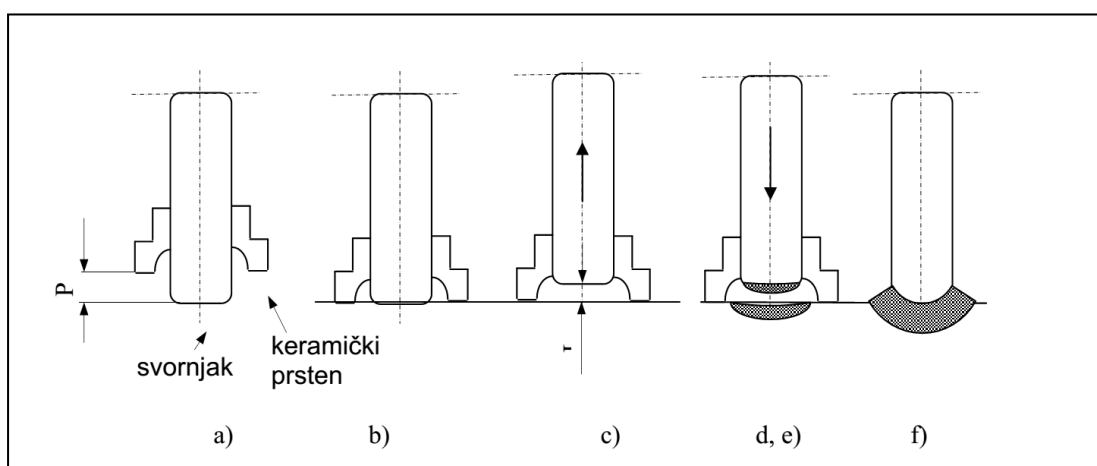 P
svornjak
keramički
prsten
r
a)
b)
c)
d, e)
f)